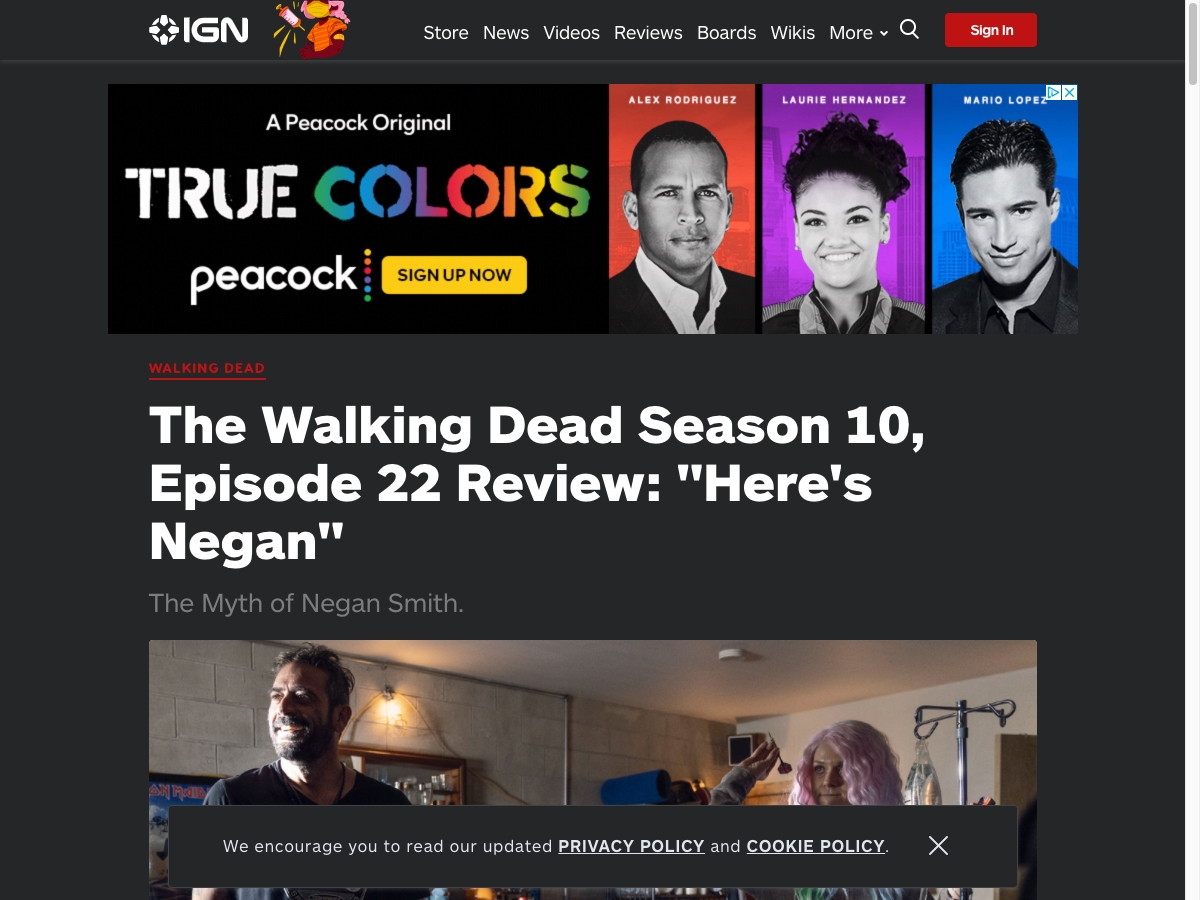 IGN
Store News Videos Reviews Boards Wikis More
Sign In
A Peacock Original
TRUE COLORS
peacock
SIGN UP NOW
ALEX RODRIGUEZ
LAURIE HERNANDEZ
MARIO LOPEZ
WALKING DEAD
The Walking Dead Season 10,
Episode 22 Review: "Here's
Negan"
The Myth of Negan Smith.
IRON MAIDEN
We encourage you to read our updated PRIVACY POLICY and COOKIE POLICY.